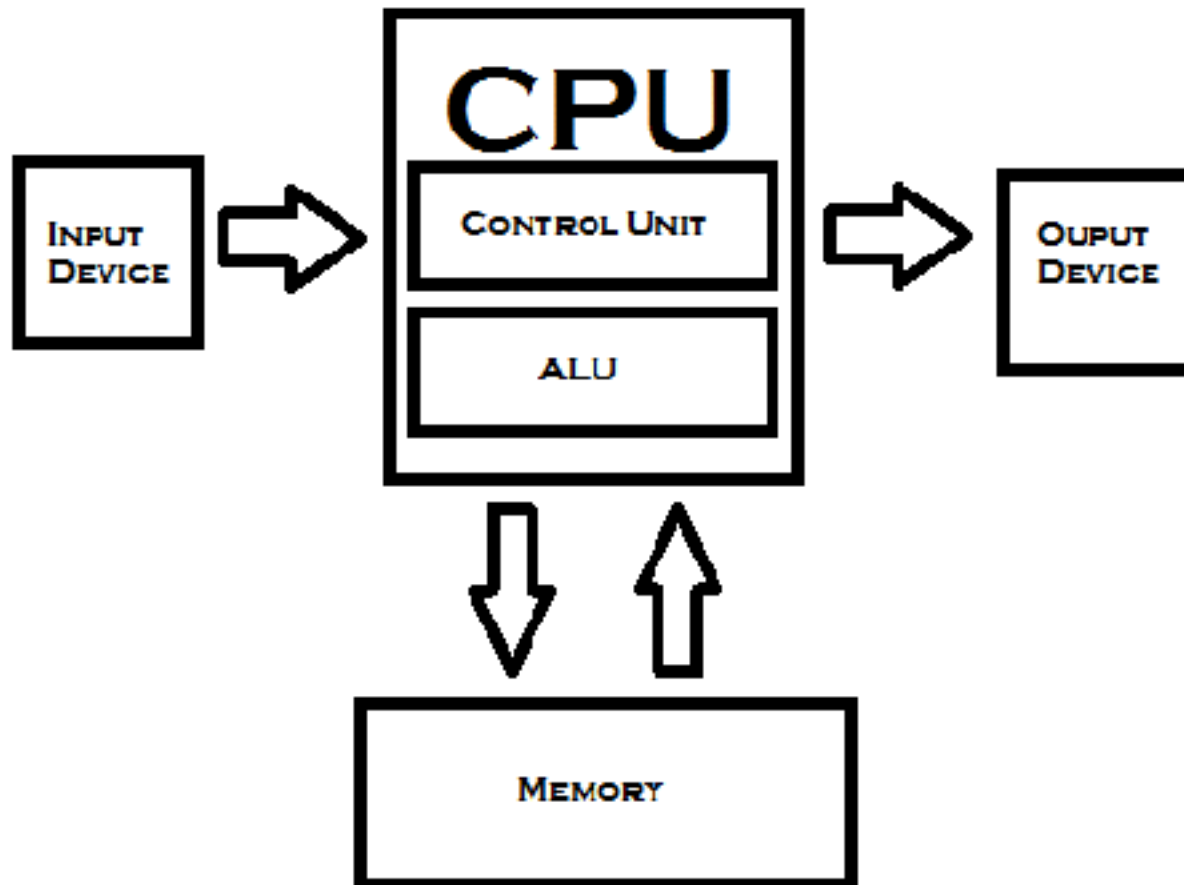 CPU
Control Unit
Input
Device
Ouput
Device
ALU
Memory